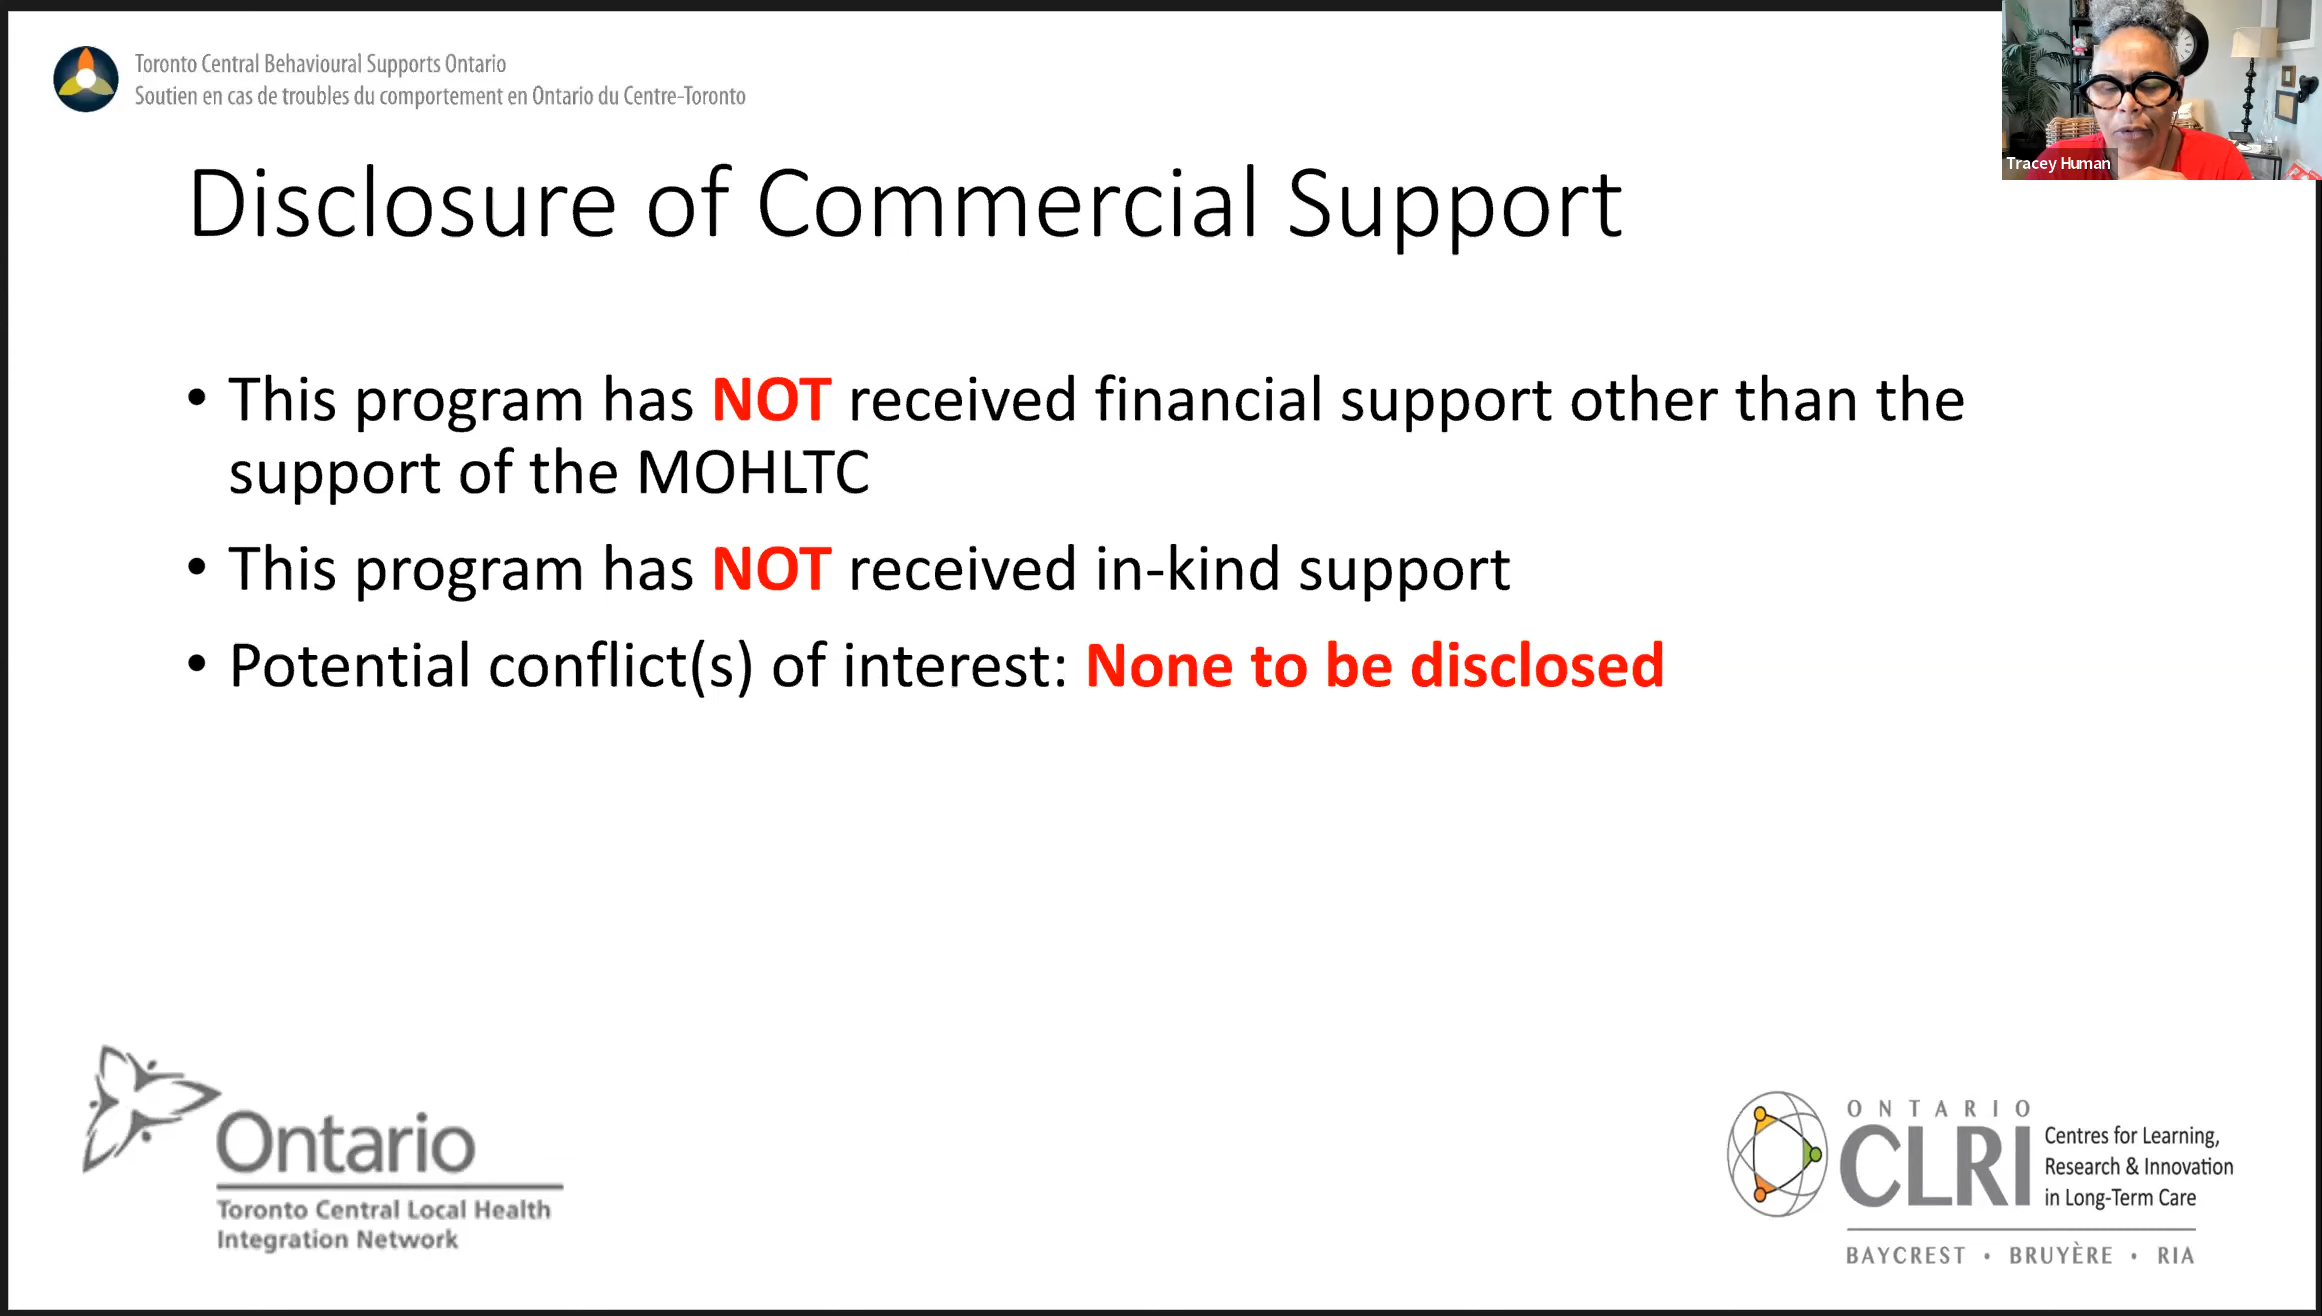 Toronto Central Behavioural Supports Ontario
Soutien en cas de troubles du comportement en Ontario du Centre-Toronto
Tracey Human
Disclosure of Commercial Support
• This program has NOT received financial support other than the
support of the MOHLTC
• This program has NOT received in-kind support
• Potential conflict(s) of interest: None to be disclosed
Ontario
Toronto Central Local Health
Integration Network
ONTARIO
CLRI
Centres for Learning,
Research & Innovation
in Long-Term Care
BAYCREST • BRUYÈRE • RIA